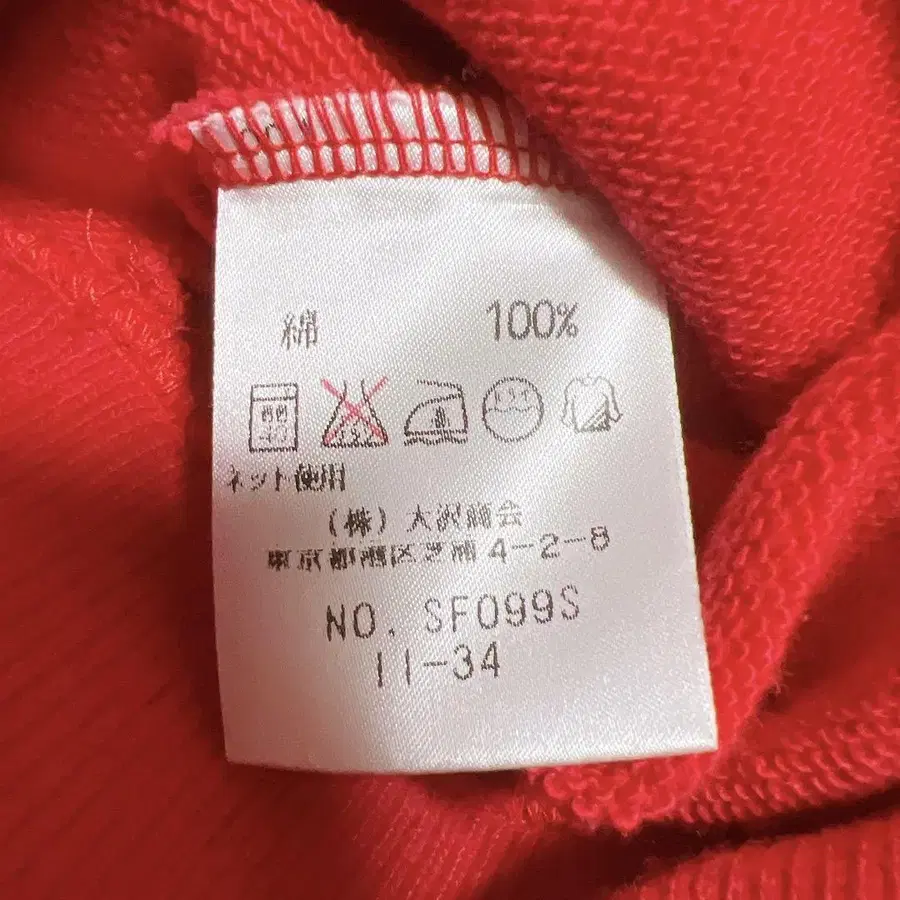 綿 100%
40
ネット使用
(株) 大沢商会
東京都港区芝浦4-2-8
NO. SF099S
11-34